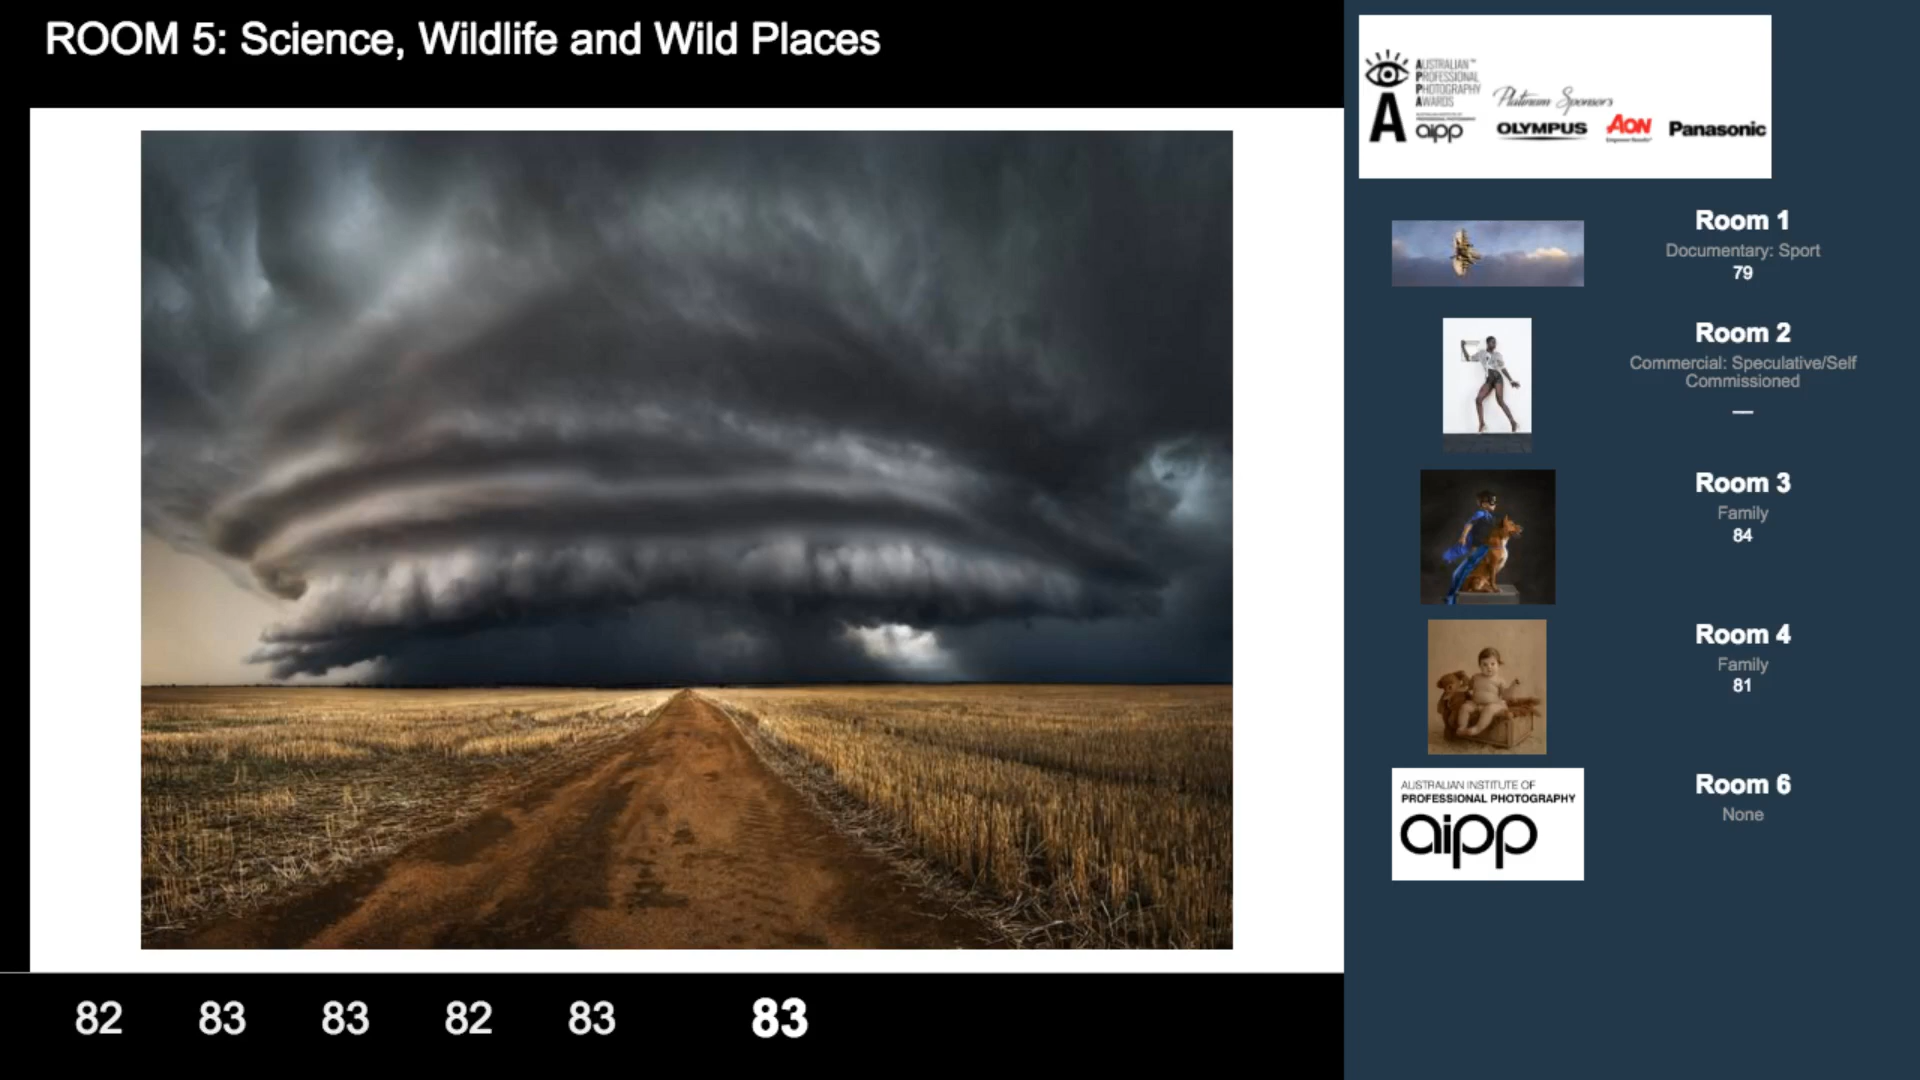 ROOM 5: Science, Wildlife and Wild Places
82 83 83 82 83 83
AUSTRALIAN™
PROFESSIONAL
PHOTOGRAPHY
AWARDS
aipp
A
Platinum Sponsors
OLYMPUS
AON
Panasonic
Room 1
Documentary: Sport
79
Room 2
Commercial: Speculative/Self
Commissioned
—
Room 3
Family
84
Room 4
Family
81
AUSTRALIAN INSTITUTE OF
PROFESSIONAL PHOTOGRAPHY
aipp
Room 6
None